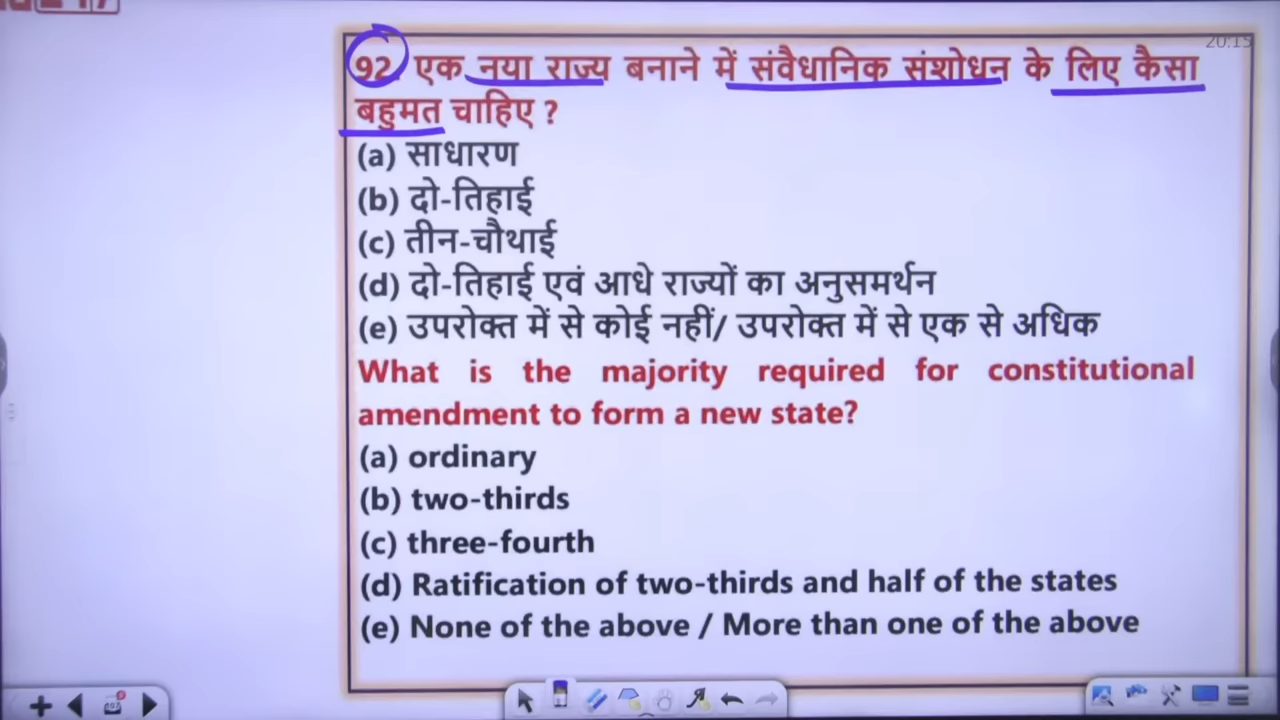 20:15
92. एक नया राज्य बनाने में संवैधानिक संशोधन के लिए कैसा
बहुमत चाहिए ?
(a) साधारण
(b) दो-तिहाई
(c) तीन-चौथाई
(d) दो-तिहाई एवं आधे राज्यों का अनुसमर्थन
(e) उपरोक्त में से कोई नहीं/ उपरोक्त में से एक से अधिक
What is the majority required for constitutional
amendment to form a new state?
(a) ordinary
(b) two-thirds
(c) three-fourth
(d) Ratification of two-thirds and half of the states
(e) None of the above / More than one of the above